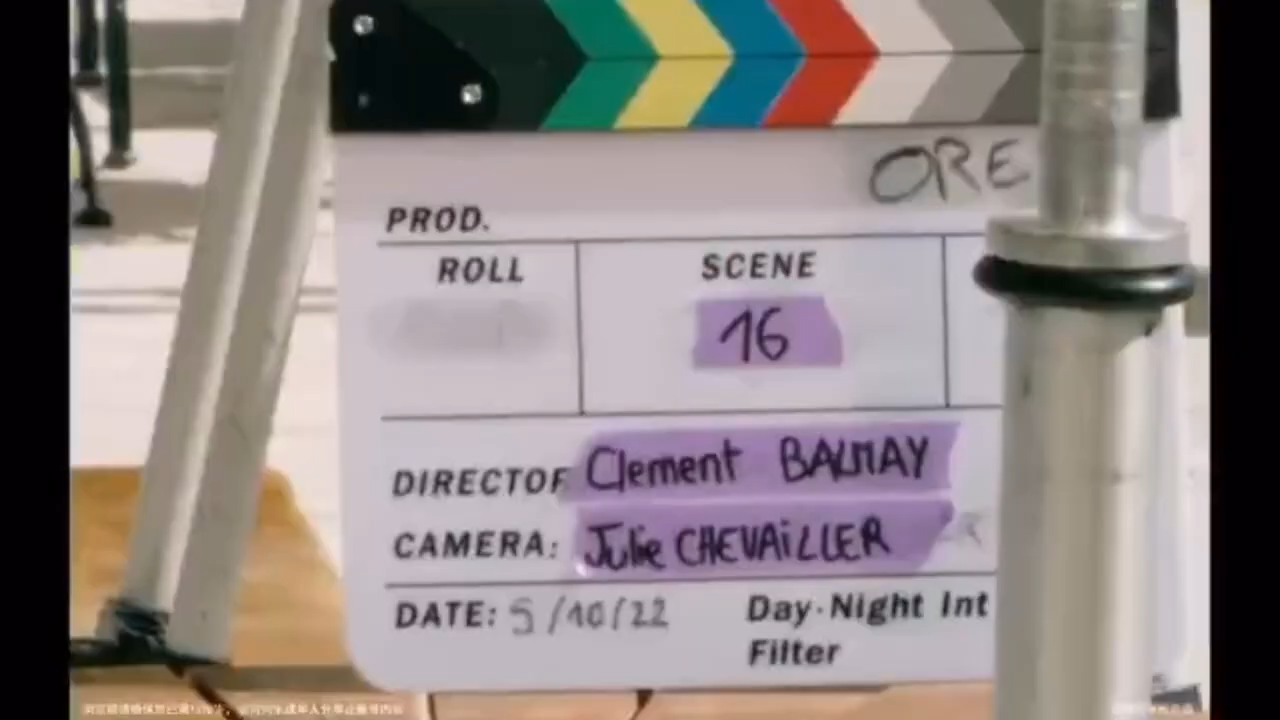 ORE
PROD.
ROLL
SCENE
16
DIRECTOR Clement BALMAY
CAMERA: Julie CHEVAILLER
DATE: 5/10/22
Day·Night Int
Filter